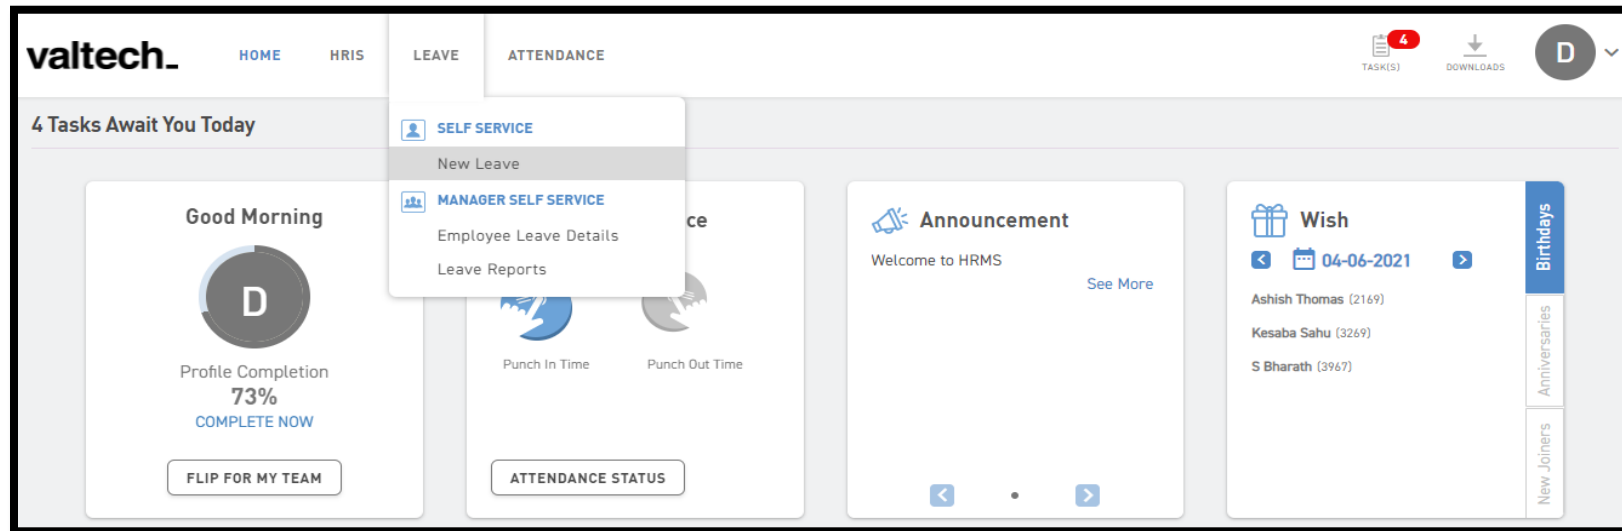 valtech_
HOME HRIS LEAVE ATTENDANCE
4
TASK(S) DOWNLOADS
D
4 Tasks Await You Today
SELF SERVICE
New Leave
MANAGER SELF SERVICE
Employee Leave Details
Leave Reports
Good Morning
D
Profile Completion
73%
COMPLETE NOW
FLIP FOR MY TEAM
ce
Punch In Time Punch Out Time
ATTENDANCE STATUS
Announcement
Welcome to HRMS
See More
Wish
04-06-2021
Ashish Thomas (2169)
Kesaba Sahu (3269)
S Bharath (3967)
Birthdays
Anniversaries
New Joiners